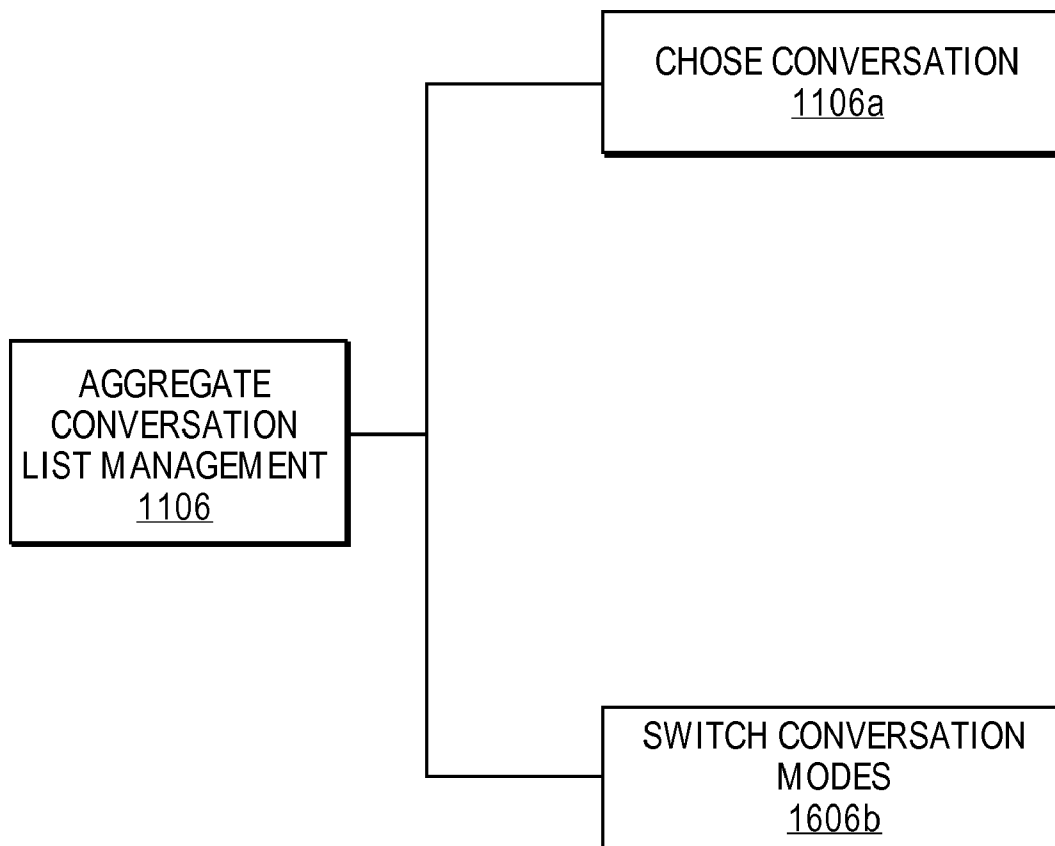 CHOSE CONVERSATION
1106a
AGGREGATE
CONVERSATION
LIST MANAGEMENT
1106
SWITCH CONVERSATION
MODES
1606b